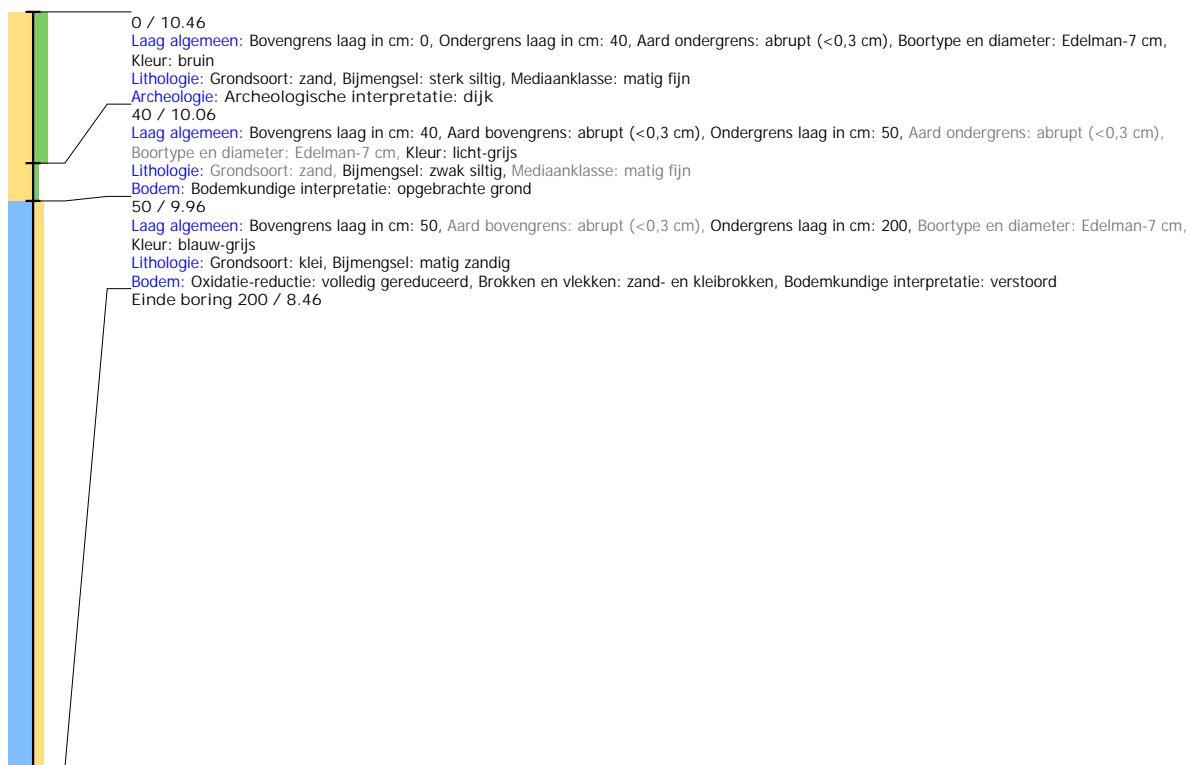 0 / 10.46
Laag algemeen: Bovengrens laag in cm: 0, Ondergrens laag in cm: 40, Aard ondergrens: abrupt (<0,3 cm), Boortype en diameter: Edelman-7 cm,
Kleur: bruin
Lithologie: Grondsoort: zand, Bijmengsel: sterk siltig, Mediaanklasse: matig fijn
Archeologie: Archeologische interpretatie: dijk
40 / 10.06
Laag algemeen: Bovengrens laag in cm: 40, Aard bovengrens: abrupt (<0,3 cm), Ondergrens laag in cm: 50, Aard ondergrens: abrupt (<0,3 cm),
Boortype en diameter: Edelman-7 cm, Kleur: licht-grijs
Lithologie: Grondsoort: zand, Bijmengsel: zwak siltig, Mediaanklasse: matig fijn
Bodem: Bodemkundige interpretatie: opgebrachte grond
50 / 9.96
Laag algemeen: Bovengrens laag in cm: 50, Aard bovengrens: abrupt (<0,3 cm), Ondergrens laag in cm: 200, Boortype en diameter: Edelman-7 cm,
Kleur: blauw-grijs
Lithologie: Grondsoort: klei, Bijmengsel: matig zandig
Bodem: Oxidatie-reductie: volledig gereduceerd, Brokken en vlekken: zand- en kleibrokken, Bodemkundige interpretatie: verstoord
Einde boring 200 / 8.46